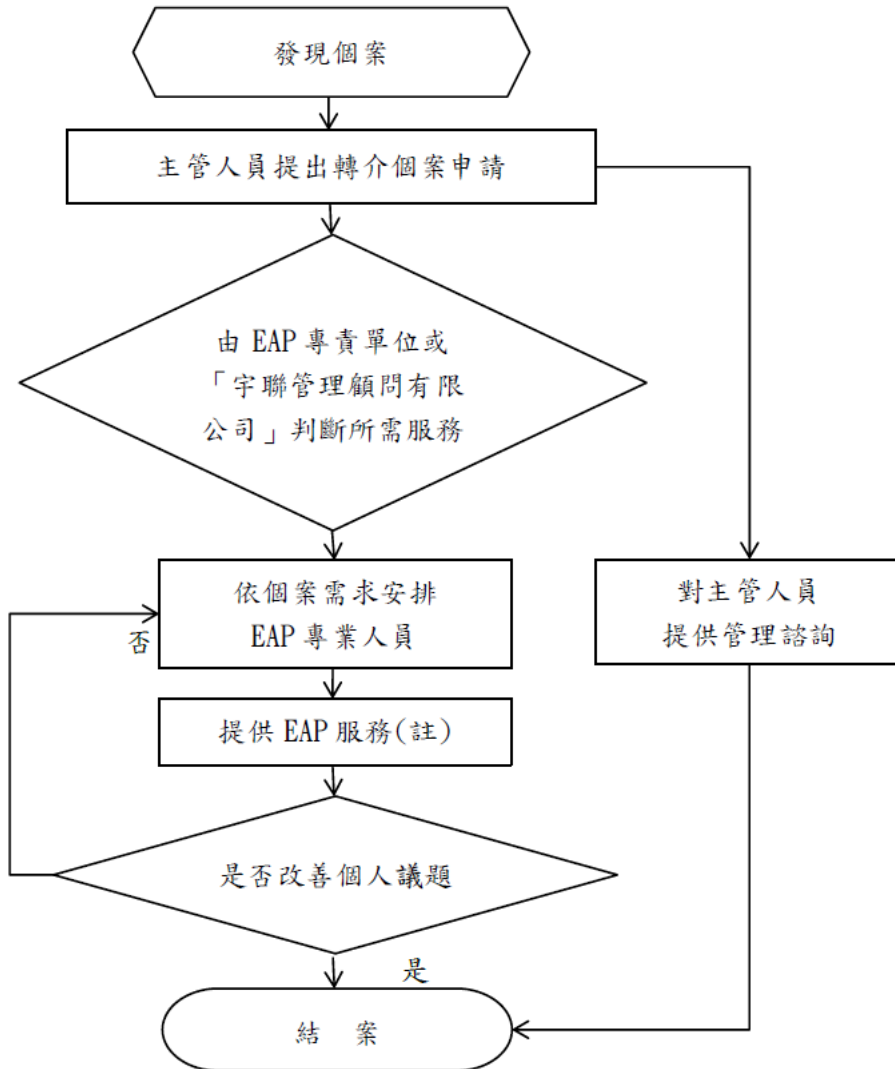 發現個案
主管人員提出轉介個案申請
由 EAP 專責單位或
「宇聯管理顧問有限
公司」判斷所需服務
依個案需求安排
EAP 專業人員
否
對主管人員
提供管理諮詢
提供 EAP 服務(註)
是否改善個人議題
是
結 案